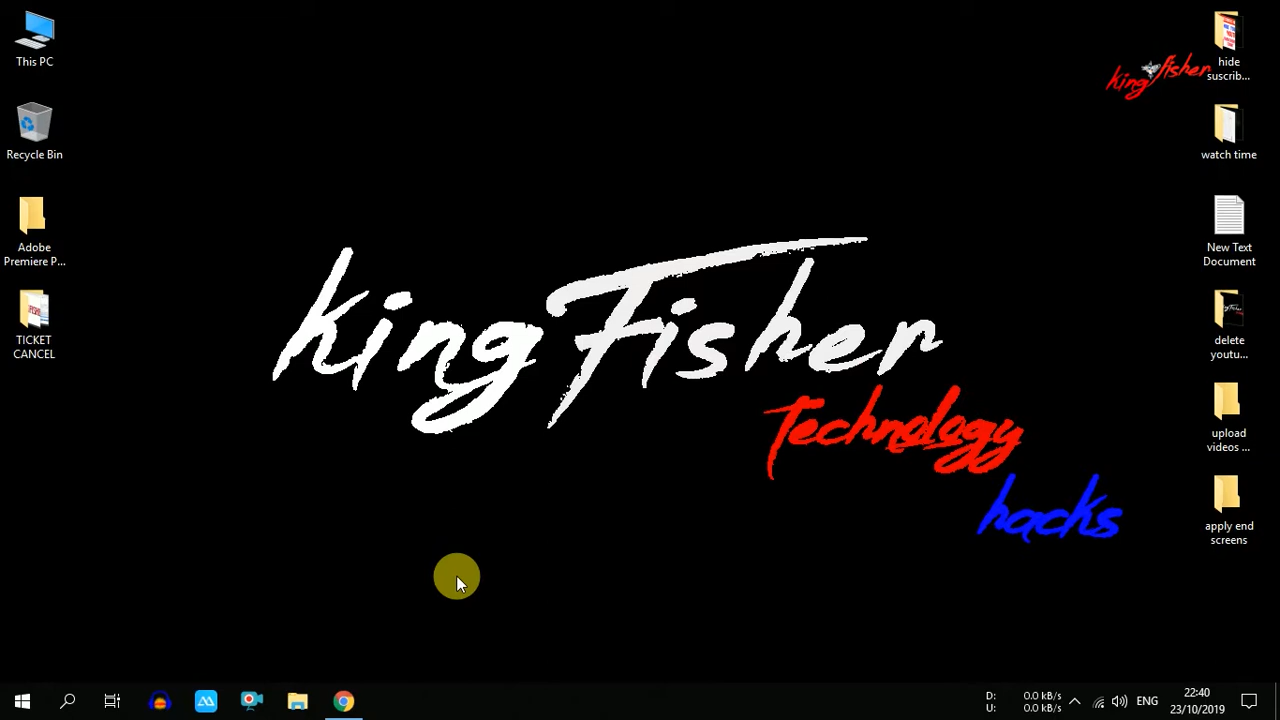 This PC
Recycle Bin
Adobe
Premiere P...
TICKET
CANCEL
king Fisher
Technology
hacks
king fisher
hide
suscrib...
watch time
New Text
Document
delete
youtu...
upload
videos ...
apply end
screens
D: 0.0 kB/s
U: 0.0 kB/s
ENG
22:40
23/10/2019